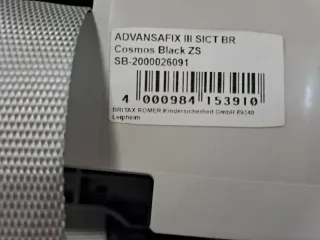 ADVANSAFIX III SICT BR
Cosmos Black ZS
SB-2000026091
4 000984 153910
BRITAX RÖMER Kindersicherheit GmbH 89340
Leipheim